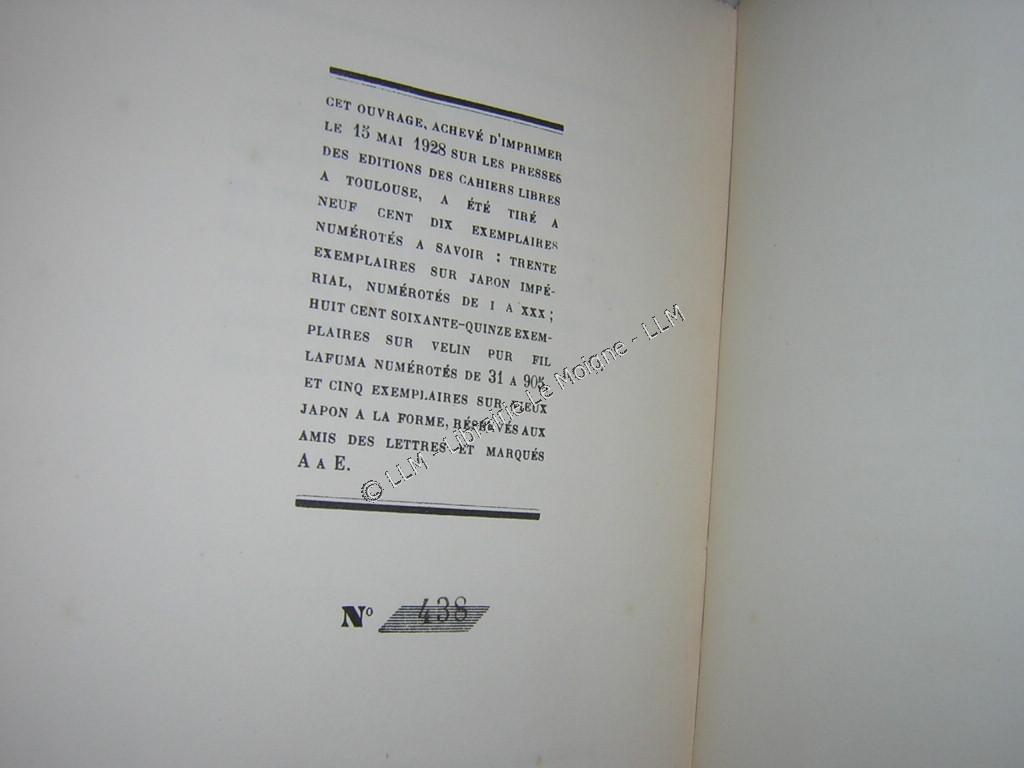 CET OUVRAGE, ACHEVÉ D'IMPRIMER
LE 15 MAI 1928 SUR LES PRESSES
DES EDITIONS DES CAHIERS LIBRES
A TOULOUSE, A ÉTÉ TIRÉ A
NEUF CENT DIX EXEMPLAIRES
NUMÉROTÉS A SAVOIR : TRENTE
EXEMPLAIRES SUR JAPON IMPÉ-
RIAL, NUMÉROTÉS DE I A XXX ;
HUIT CENT SOIXANTE-QUINZE EXEM-
PLAIRES SUR VELIN PUR FIL
LAFUMA NUMÉROTÉS DE 31 A 905,
ET CINQ EXEMPLAIRES SUR VIEUX
JAPON A LA FORME, RÉSERVÉS AUX
AMIS DES LETTRES ET MARQUÉS
A A E.
© LLM - Librairie Le Moigne - LLM
Nº 438